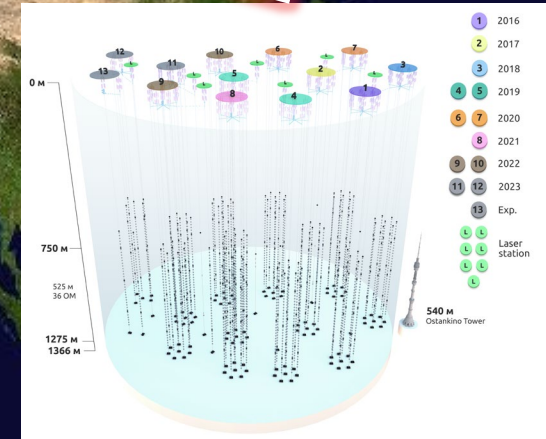 12
10
6
7
L
L
L
13
11
5
2
L
3
9
L
L
L
8
4
1
0 м
750 м
525 м
36 ОМ
1275 м
1366 м
540 м
Ostankino Tower
1 2016
2 2017
3 2018
4 5 2019
6 7 2020
8 2021
9 10 2022
11 12 2023
13 Exp.
L L
L L Laser
L L station
L